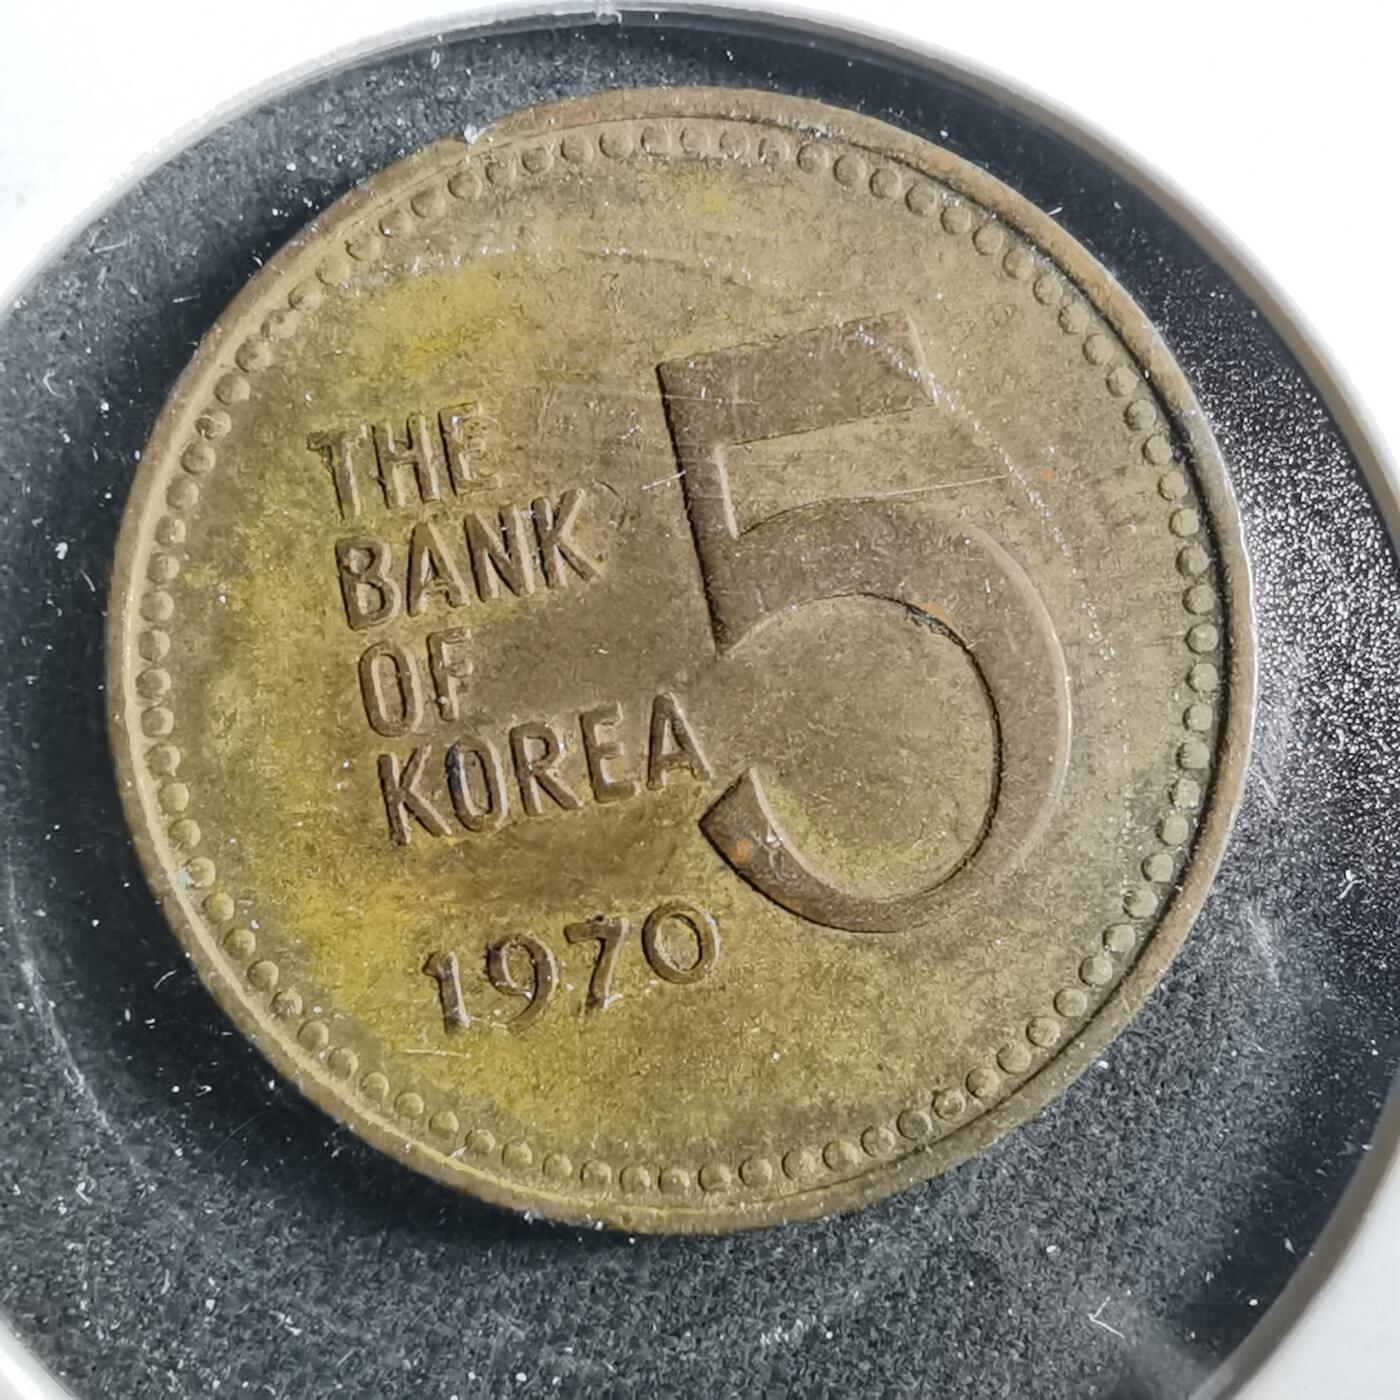 THE
BANK
OF
KOREA
5
1970